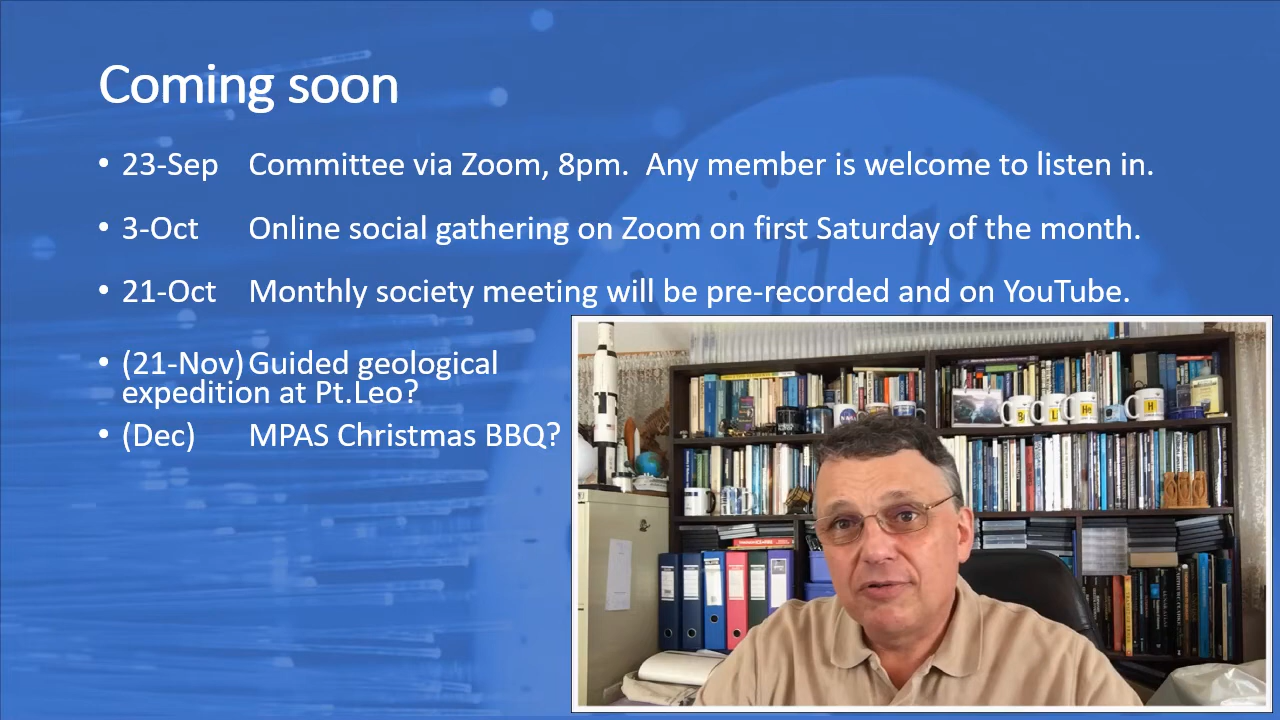 Coming soon
• 23-Sep Committee via Zoom, 8pm. Any member is welcome to listen in.
• 3-Oct Online social gathering on Zoom on first Saturday of the month.
• 21-Oct Monthly society meeting will be pre-recorded and on YouTube.
• (21-Nov) Guided geological
expedition at Pt.Leo?
• (Dec) MPAS Christmas BBQ?
NASA
B L He H